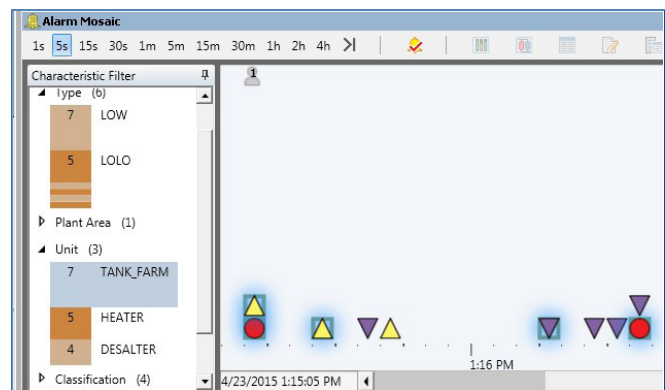 Alarm Mosaic
1s 5s 15s 30s 1m 5m 15m 30m 1h 2h 4h
Characteristic Filter
1
Type (6)
7 LOW
5 LOLO
Plant Area (1)
Unit (3)
7 TANK_FARM
5 HEATER
4 DESALTER
Classification (4)
1:16 PM
4/23/2015 1:15:05 PM